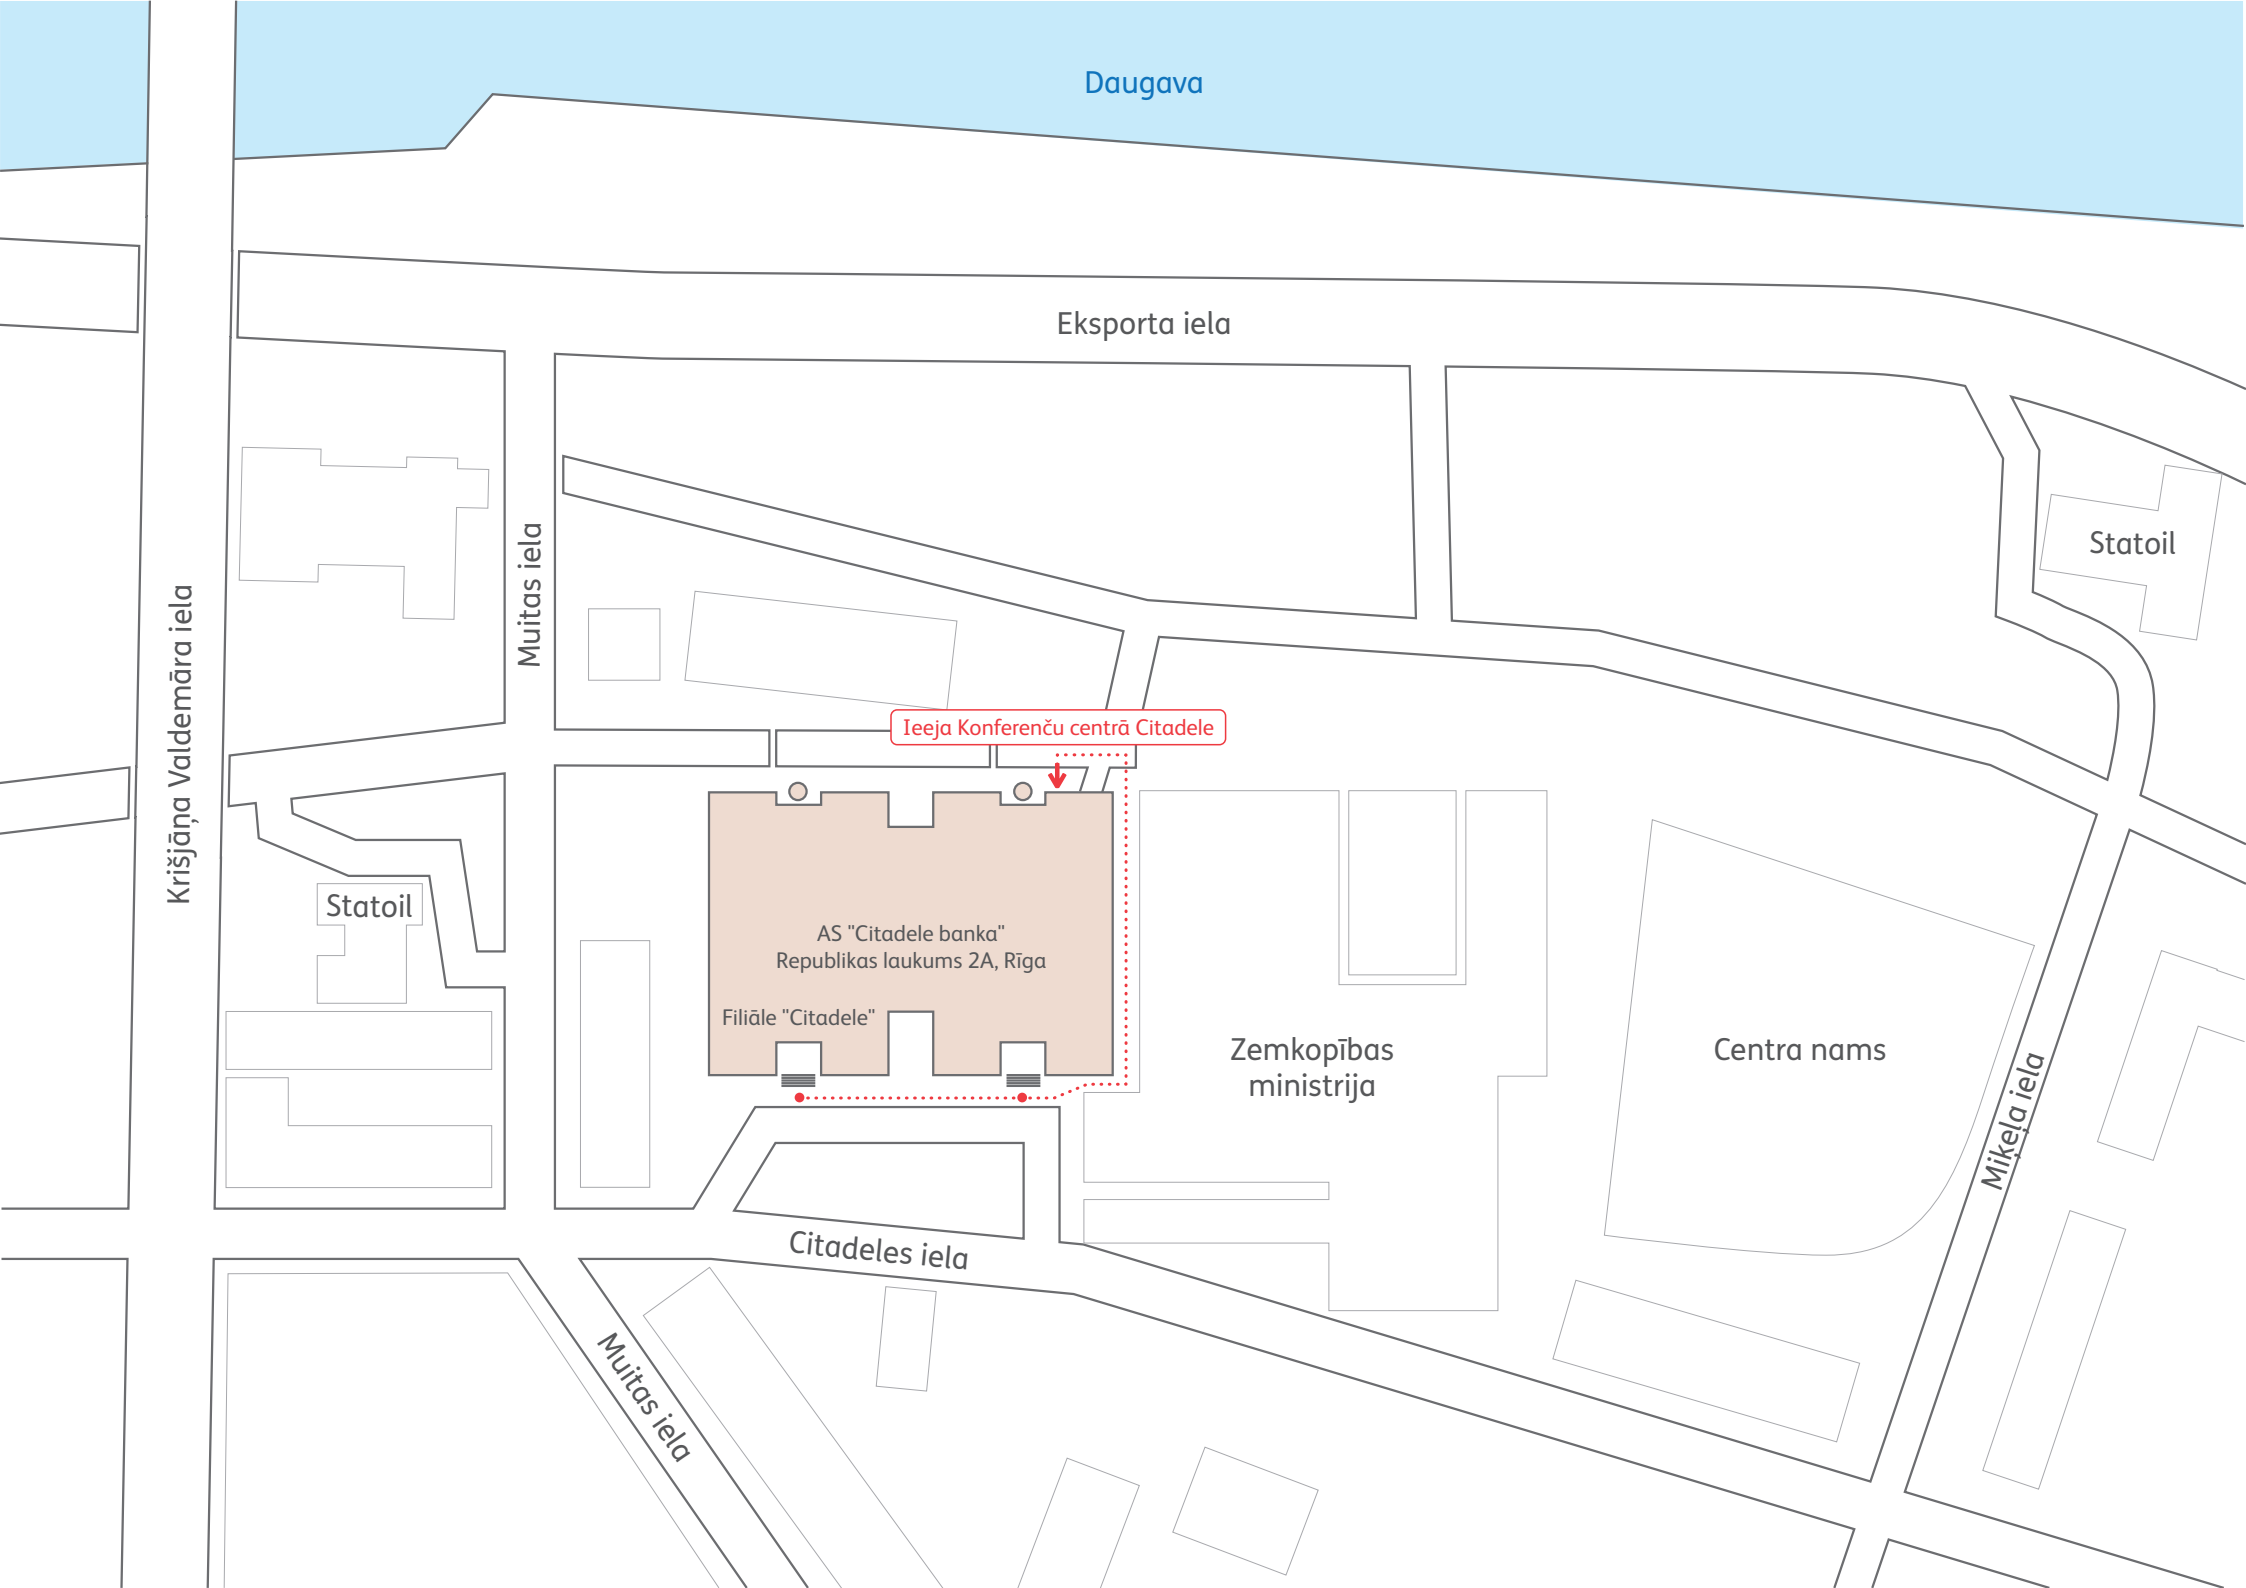 Daugava
Eksporta iela
Krišjāņa Valdemāra iela
Muitas iela
Statoil
Ieeja Konferenču centrā Citadele
Statoil
AS "Citadele banka"
Republikas laukums 2A, Rīga
Filiāle "Citadele"
Zemkopības
ministrija
Centra nams
Miķeļa iela
Citadeles iela
Muitas iela